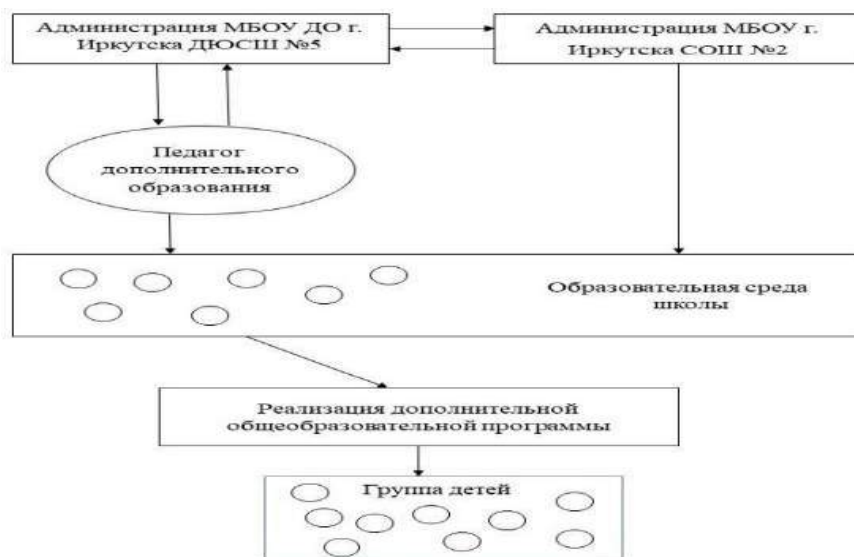 Администрация МБОУ ДО г.
Иркутска ДЮСШ №5
Администрация МБОУ г.
Иркутска СОШ №2
Педагог
дополнительного
образования
Образовательная среда
школы
Реализация дополнительной
общеобразовательной программы
Группа детей